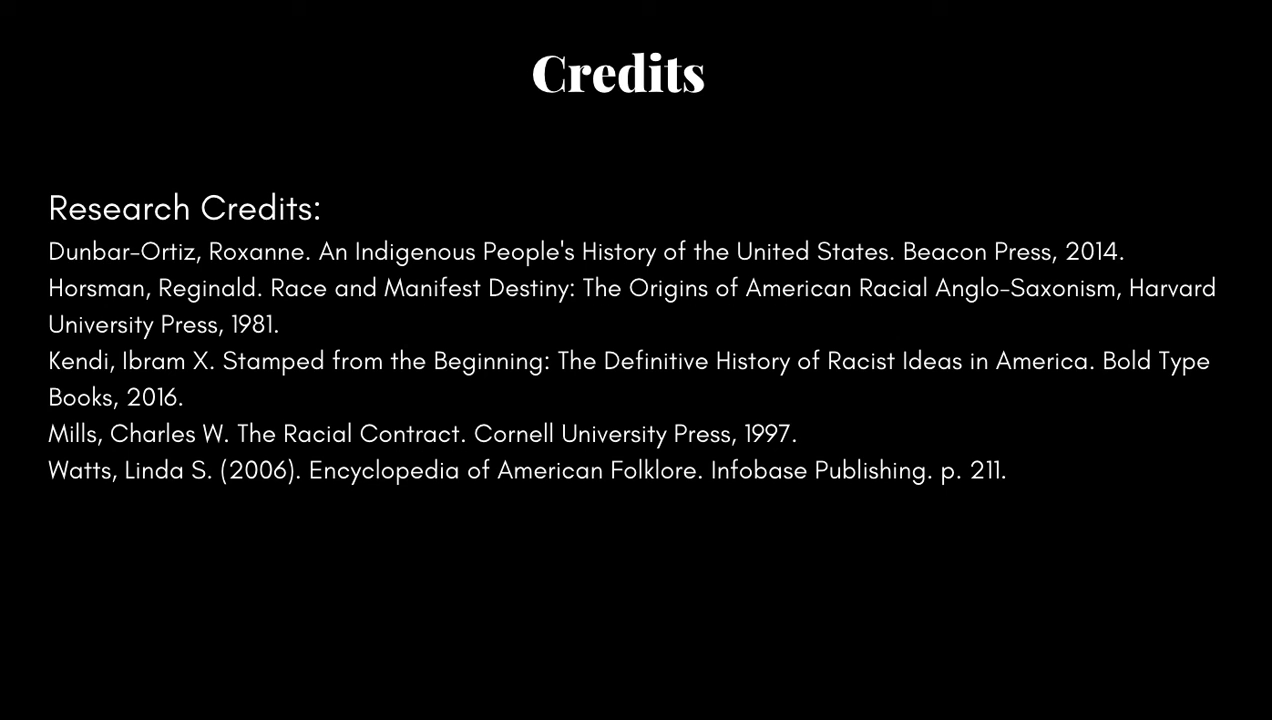 Credits
Research Credits:
Dunbar-Ortiz, Roxanne. An Indigenous People's History of the United States. Beacon Press, 2014.
Horsman, Reginald. Race and Manifest Destiny: The Origins of American Racial Anglo-Saxonism, Harvard
University Press, 1981.
Kendi, Ibram X. Stamped from the Beginning: The Definitive History of Racist Ideas in America. Bold Type
Books, 2016.
Mills, Charles W. The Racial Contract. Cornell University Press, 1997.
Watts, Linda S. (2006). Encyclopedia of American Folklore. Infobase Publishing. p. 211.